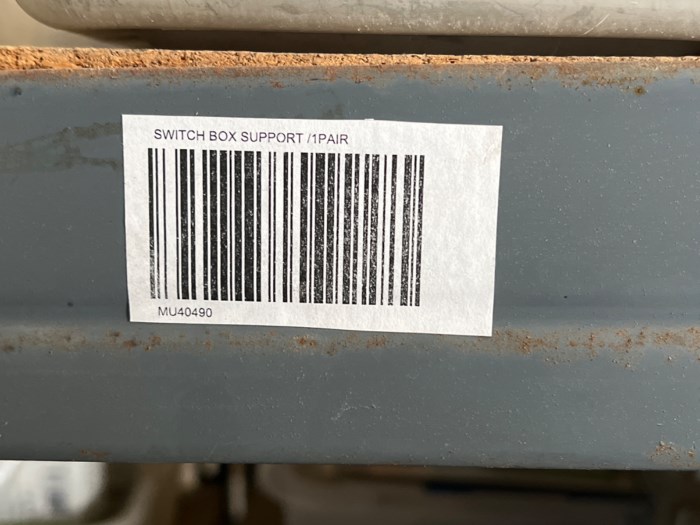 SWITCH BOX SUPPORT /1PAIR
MU40490